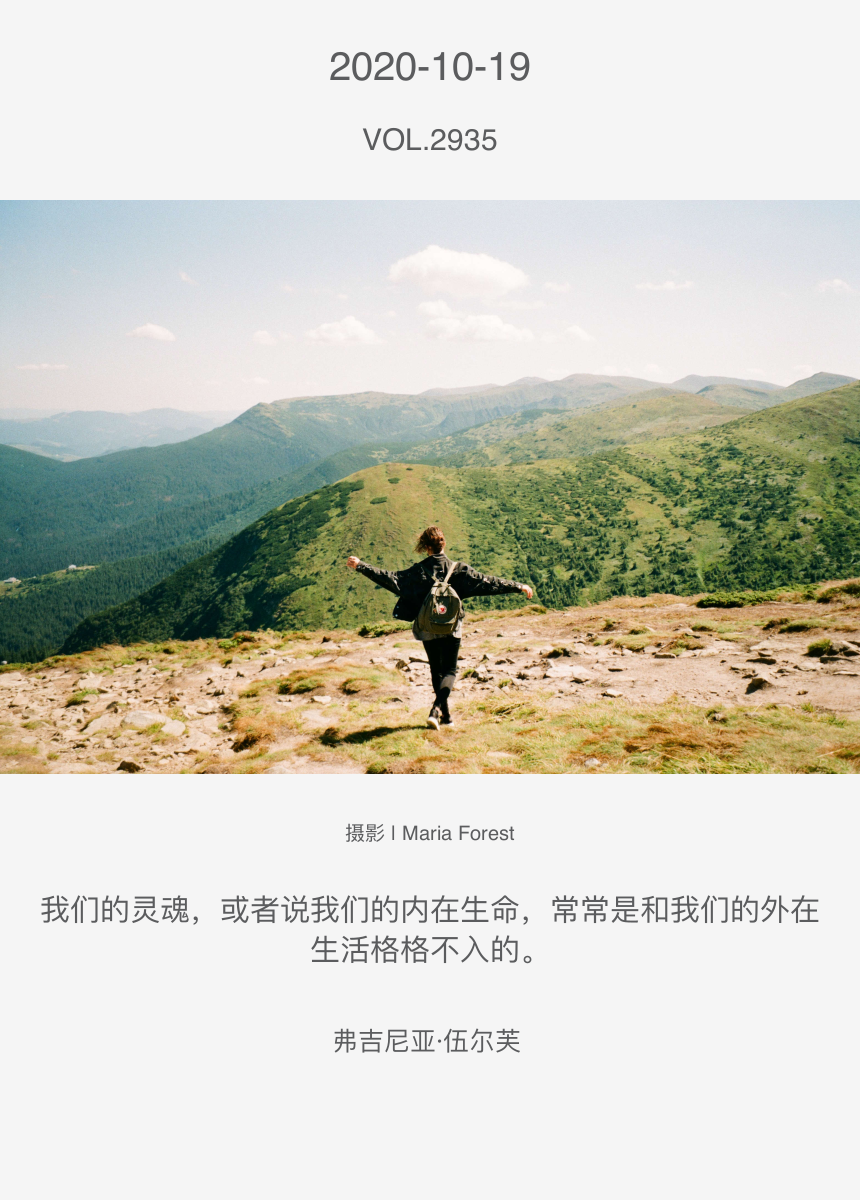 2020-10-19
VOL.2935
摄影 l Maria Forest
我们的灵魂，或者说我们的内在生命，常常是和我们的外在
生活格格不入的。
弗吉尼亚·伍尔芙